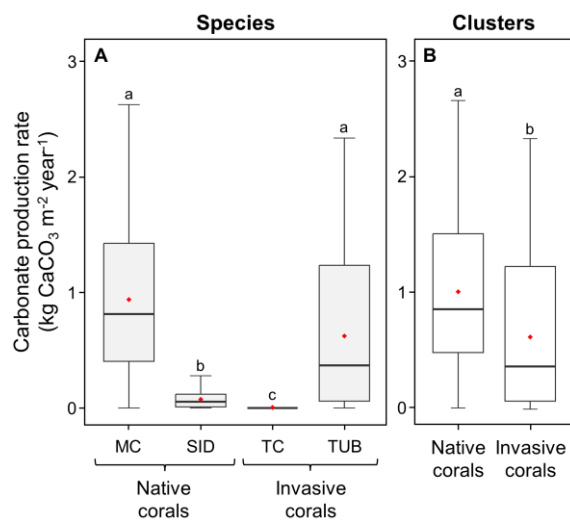 Species
Clusters
A
B
Carbonate production rate
(kg CaCO₃ m⁻² year⁻¹)
3
2
1
0
a
b
c
a
MC
SID
TC
TUB
Native
corals
Invasive
corals
3
2
1
0
a
b
Native
corals
Invasive
corals